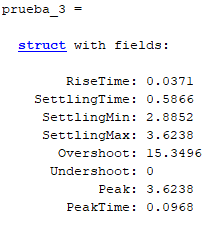 prueba_3 =
struct with fields:
RiseTime: 0.0371
SettlingTime: 0.5866
SettlingMin: 2.8852
SettlingMax: 3.6238
Overshoot: 15.3496
Undershoot: 0
Peak: 3.6238
PeakTime: 0.0968